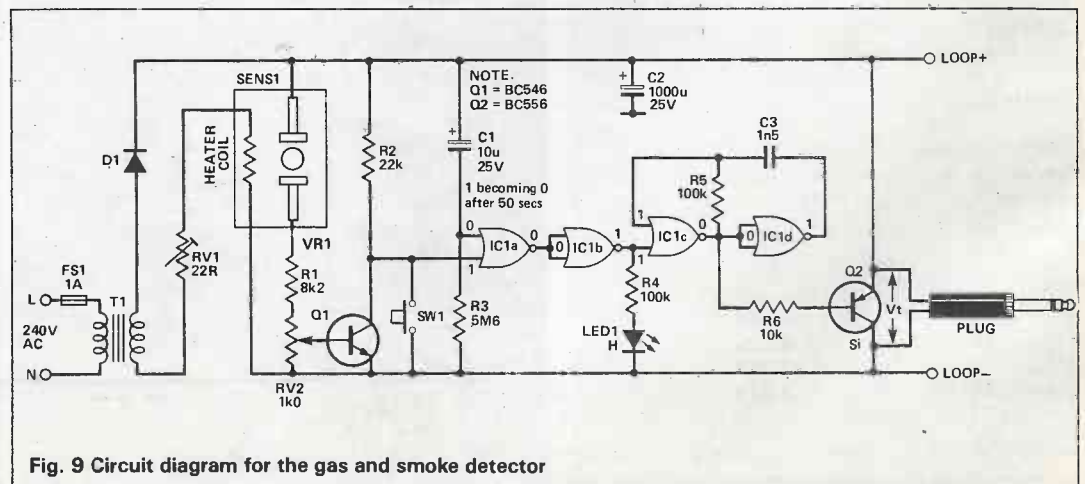 SENS1
HEATER
COIL
D1
RV1
22R
FS1
1A
L
T1
240V
AC
N
VR1
R1
8k2
RV2
1k0
Q1
R2
22k
SW1
NOTE.
Q1 = BC546
Q2 = BC556
+
C1
10u
25V
1 becoming 0
after 50 secs
0
1
IC1a
0
R3
5M6
0
IC1b
1
R4
100k
LED1
H
+
C2
1000u
25V
1
1
IC1c
0
R5
100k
C3
1n5
0
IC1d
1
R6
10k
Q2
Si
Vt
PLUG
LOOP+
LOOP−
Fig. 9 Circuit diagram for the gas and smoke detector